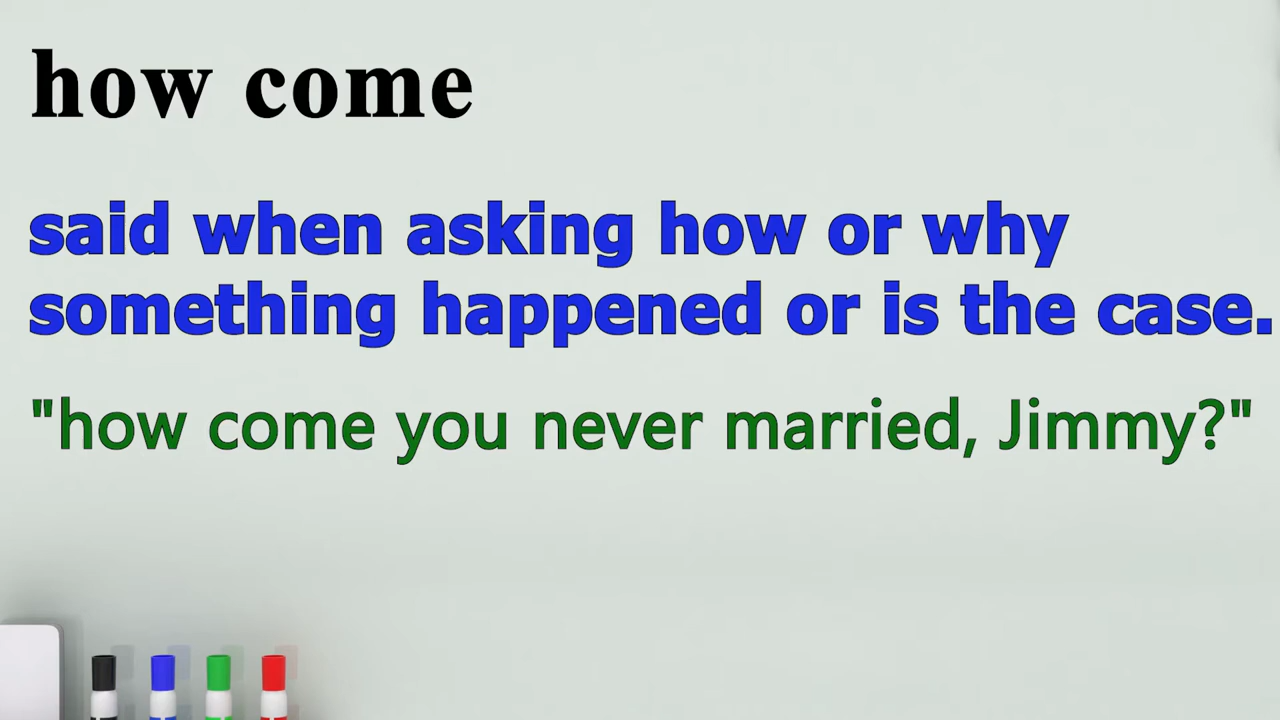 how come
said when asking how or why
something happened or is the case.
"how come you never married, Jimmy?"